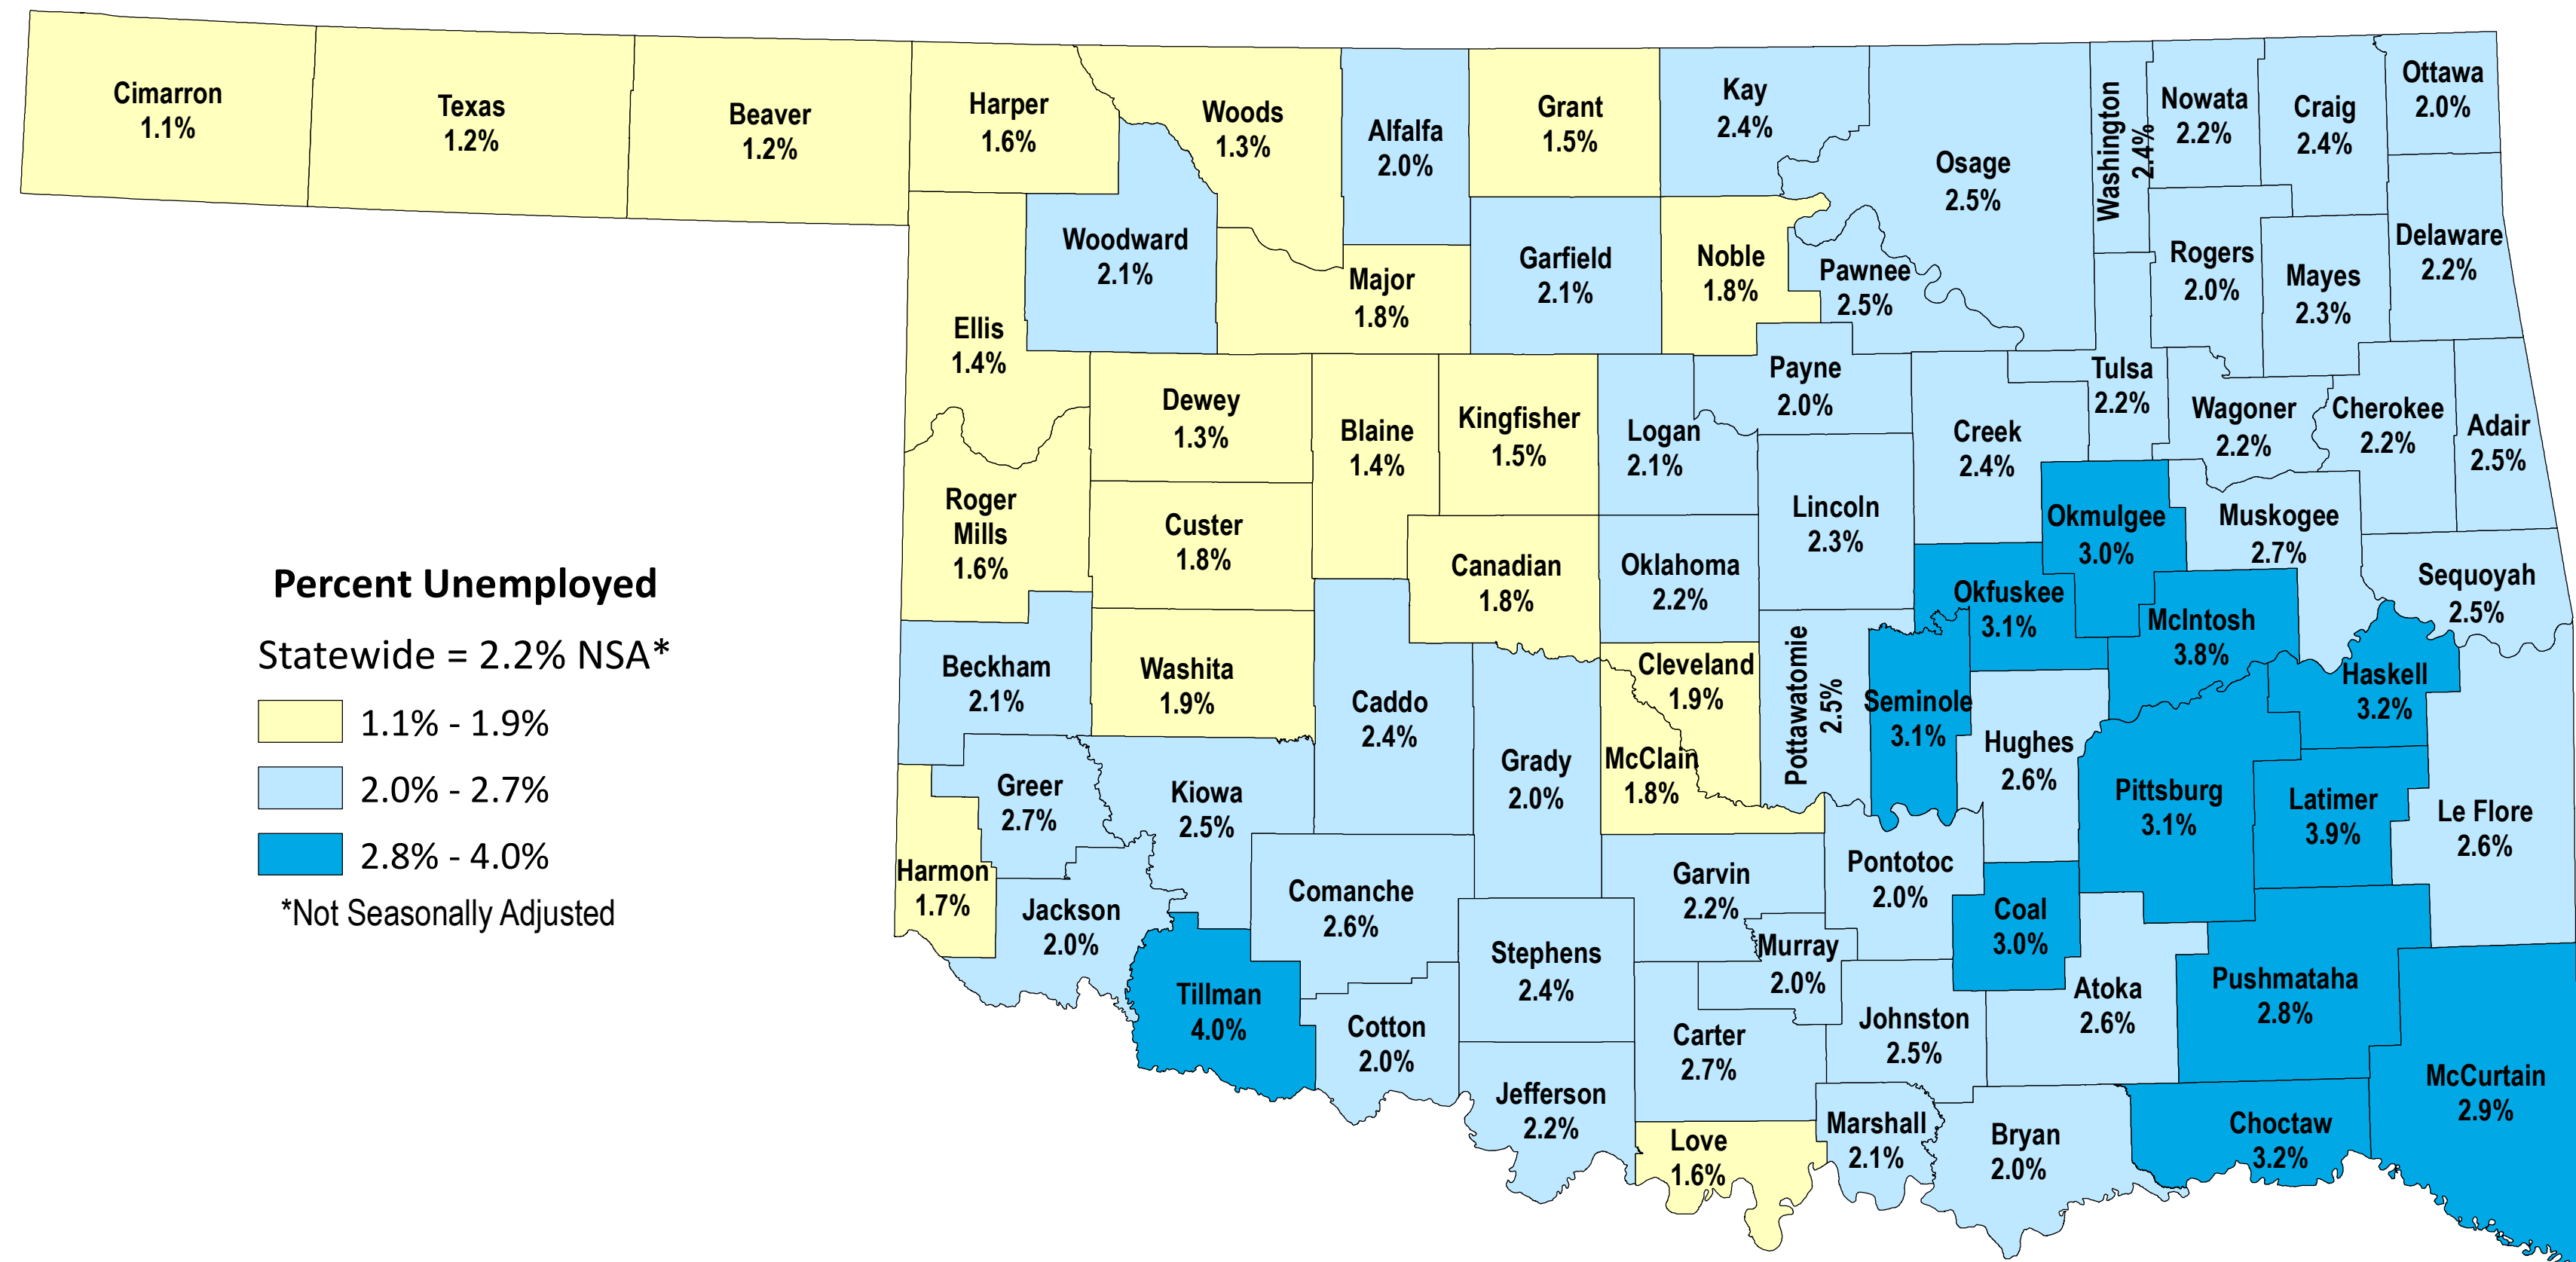 Cimarron
1.1%
Texas
1.2%
Beaver
1.2%
Harper
1.6%
Woods
1.3%
Alfalfa
2.0%
Grant
1.5%
Kay
2.4%
Osage
2.5%
Washington
2.4%
Nowata
2.2%
Craig
2.4%
Ottawa
2.0%
Woodward
2.1%
Major
1.8%
Garfield
2.1%
Noble
1.8%
Pawnee
2.5%
Rogers
2.0%
Mayes
2.3%
Delaware
2.2%
Ellis
1.4%
Dewey
1.3%
Blaine
1.4%
Kingfisher
1.5%
Logan
2.1%
Payne
2.0%
Creek
2.4%
Tulsa
2.2%
Wagoner
2.2%
Cherokee
2.2%
Adair
2.5%
Roger
Mills
1.6%
Custer
1.8%
Canadian
1.8%
Oklahoma
2.2%
Lincoln
2.3%
Okmulgee
3.0%
Muskogee
2.7%
Okfuskee
3.1%
McIntosh
3.8%
Sequoyah
2.5%
Percent Unemployed
Statewide = 2.2% NSA*
1.1% - 1.9%
2.0% - 2.7%
2.8% - 4.0%
*Not Seasonally Adjusted
Beckham
2.1%
Washita
1.9%
Caddo
2.4%
Grady
2.0%
Cleveland
1.9%
McClain
1.8%
Pottawatomie
2.5%
Seminole
3.1%
Hughes
2.6%
Haskell
3.2%
Pittsburg
3.1%
Latimer
3.9%
Le Flore
2.6%
Greer
2.7%
Kiowa
2.5%
Harmon
1.7%
Jackson
2.0%
Comanche
2.6%
Garvin
2.2%
Pontotoc
2.0%
Coal
3.0%
Tillman
4.0%
Cotton
2.0%
Stephens
2.4%
Murray
2.0%
Carter
2.7%
Johnston
2.5%
Atoka
2.6%
Pushmataha
2.8%
McCurtain
2.9%
Jefferson
2.2%
Love
1.6%
Marshall
2.1%
Bryan
2.0%
Choctaw
3.2%